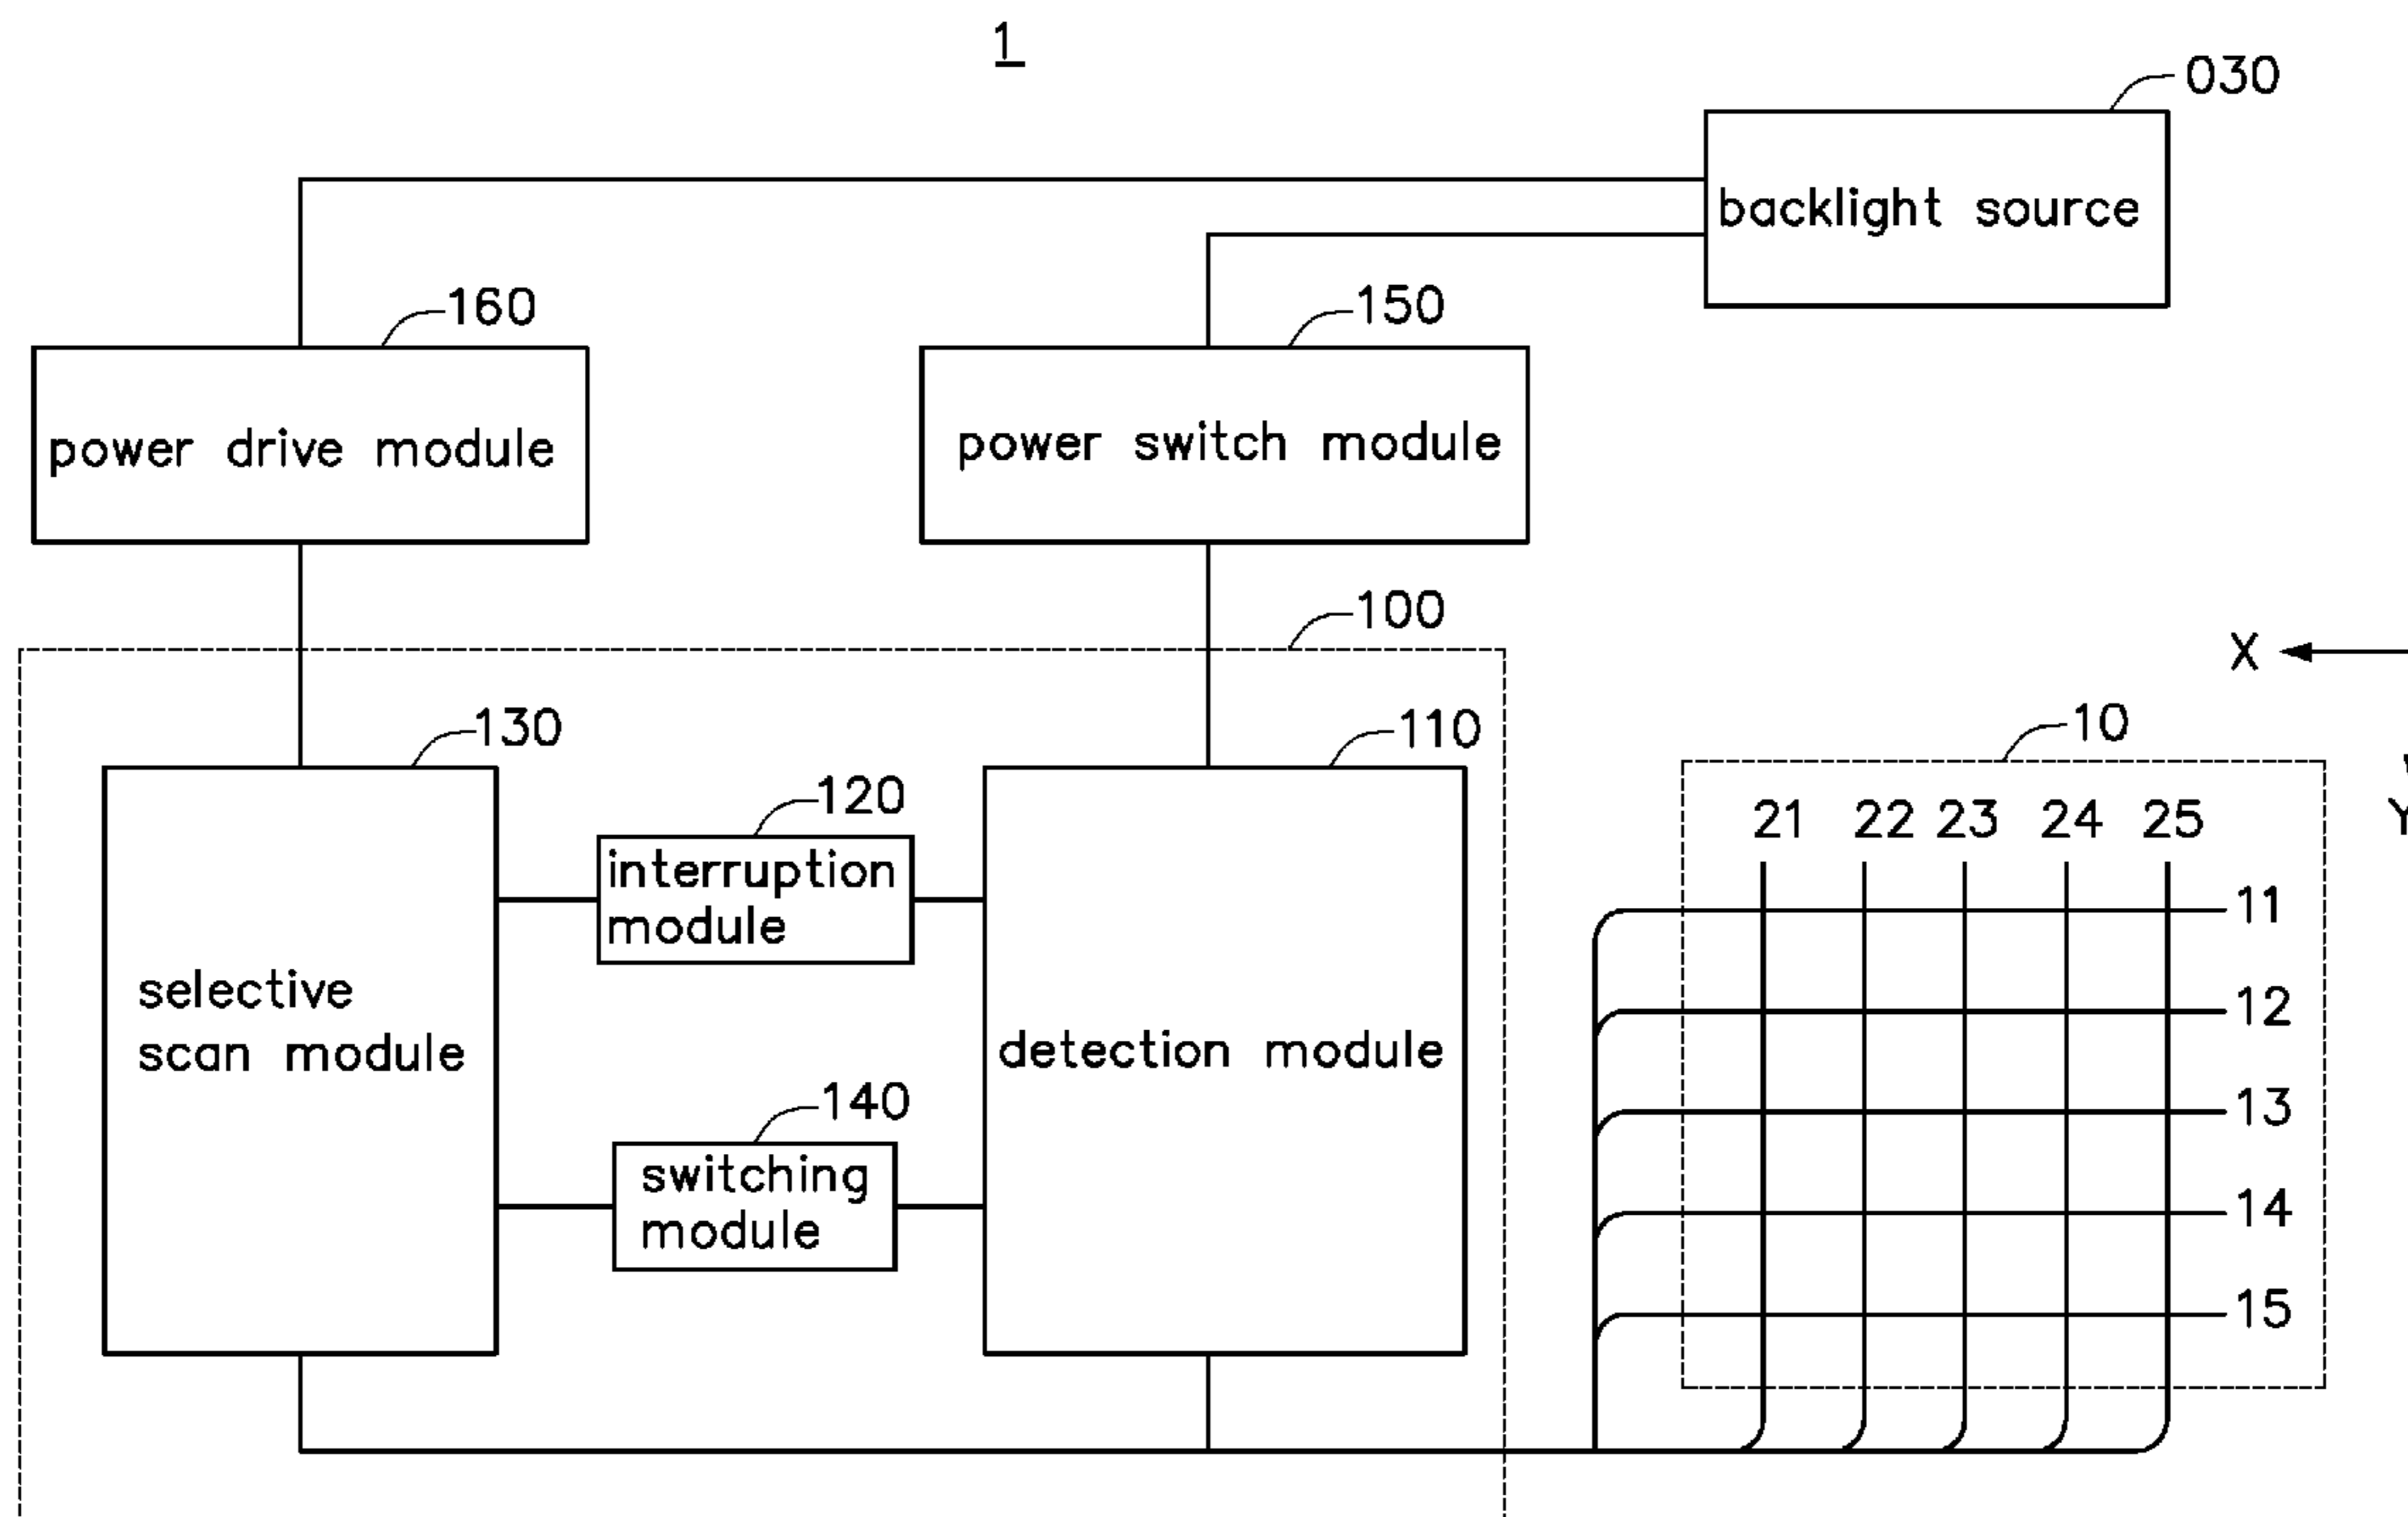 1
030
backlight source
160
150
power drive module
power switch module
100
X
130
110
10
120
21 22 23 24 25
Y
interruption
module
11
selective
scan module
12
detection module
140
13
switching
module
14
15